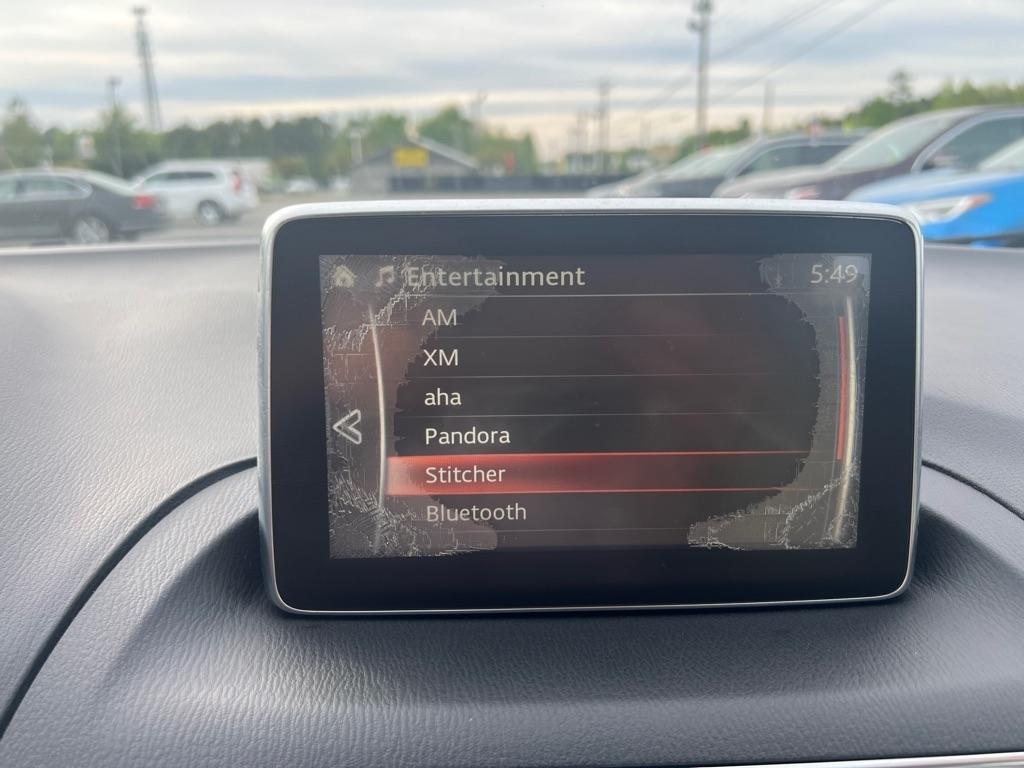 Entertainment 5:49
AM
XM
aha
Pandora
Stitcher
Bluetooth